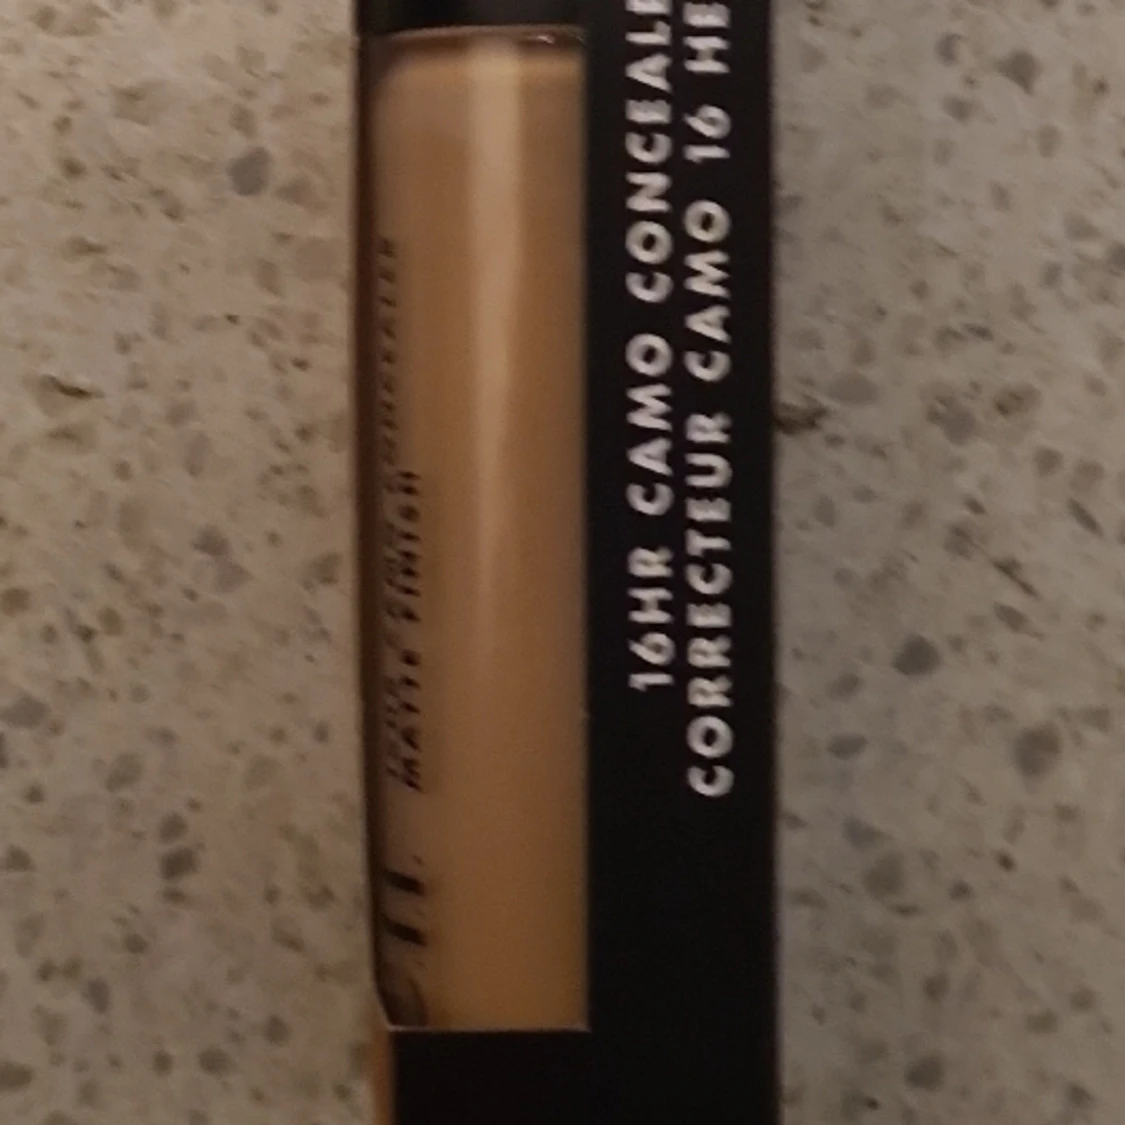 16HR CAMO CONCEALE
CORRECTEUR CAMO 16 HE
MATTE FINISH
e.l.f.